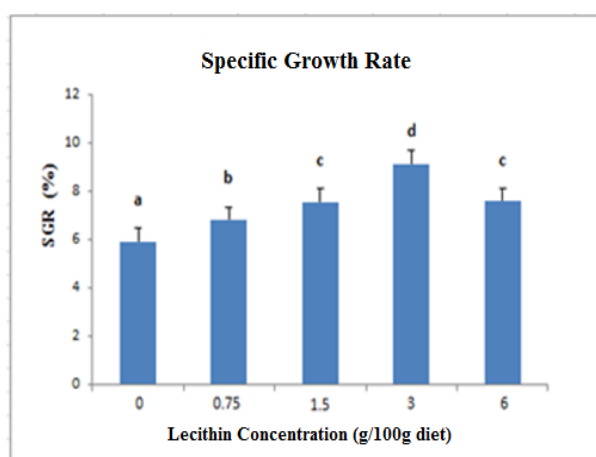 Specific Growth Rate
12
10
8
6
4
2
0
SGR (%)
a
b
c
d
c
0
0.75
1.5
3
6
Lecithin Concentration (g/100g diet)